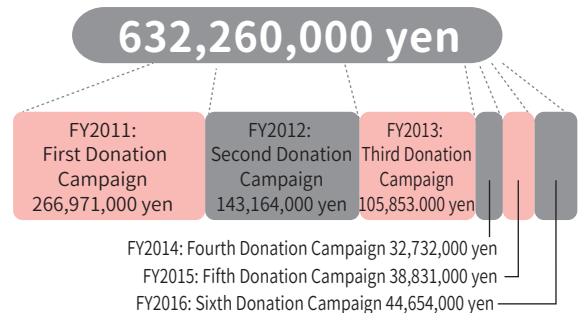 632,260,000 yen
FY2011:
First Donation
Campaign
266,971,000 yen
FY2012:
Second Donation
Campaign
143,164,000 yen
FY2013:
Third Donation
Campaign
105,853.000 yen
FY2014: Fourth Donation Campaign 32,732,000 yen
FY2015: Fifth Donation Campaign 38,831,000 yen
FY2016: Sixth Donation Campaign 44,654,000 yen